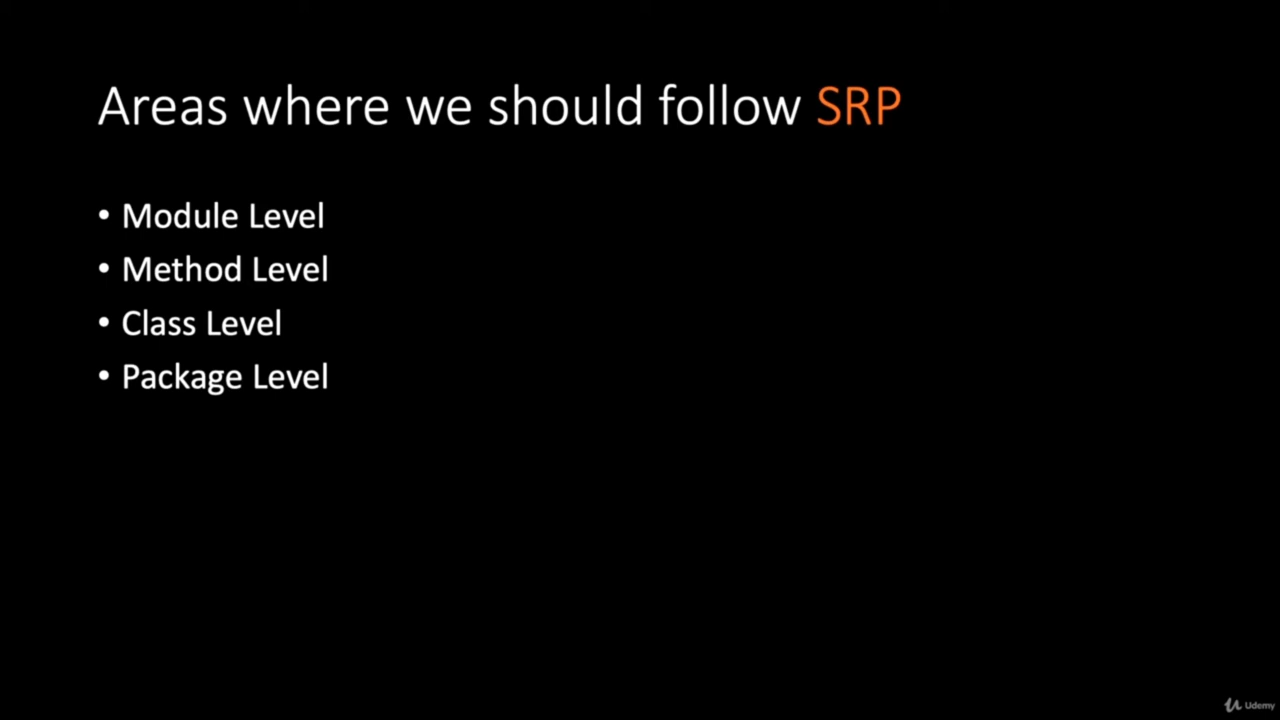 Areas where we should follow SRP
• Module Level
• Method Level
• Class Level
• Package Level
Udemy